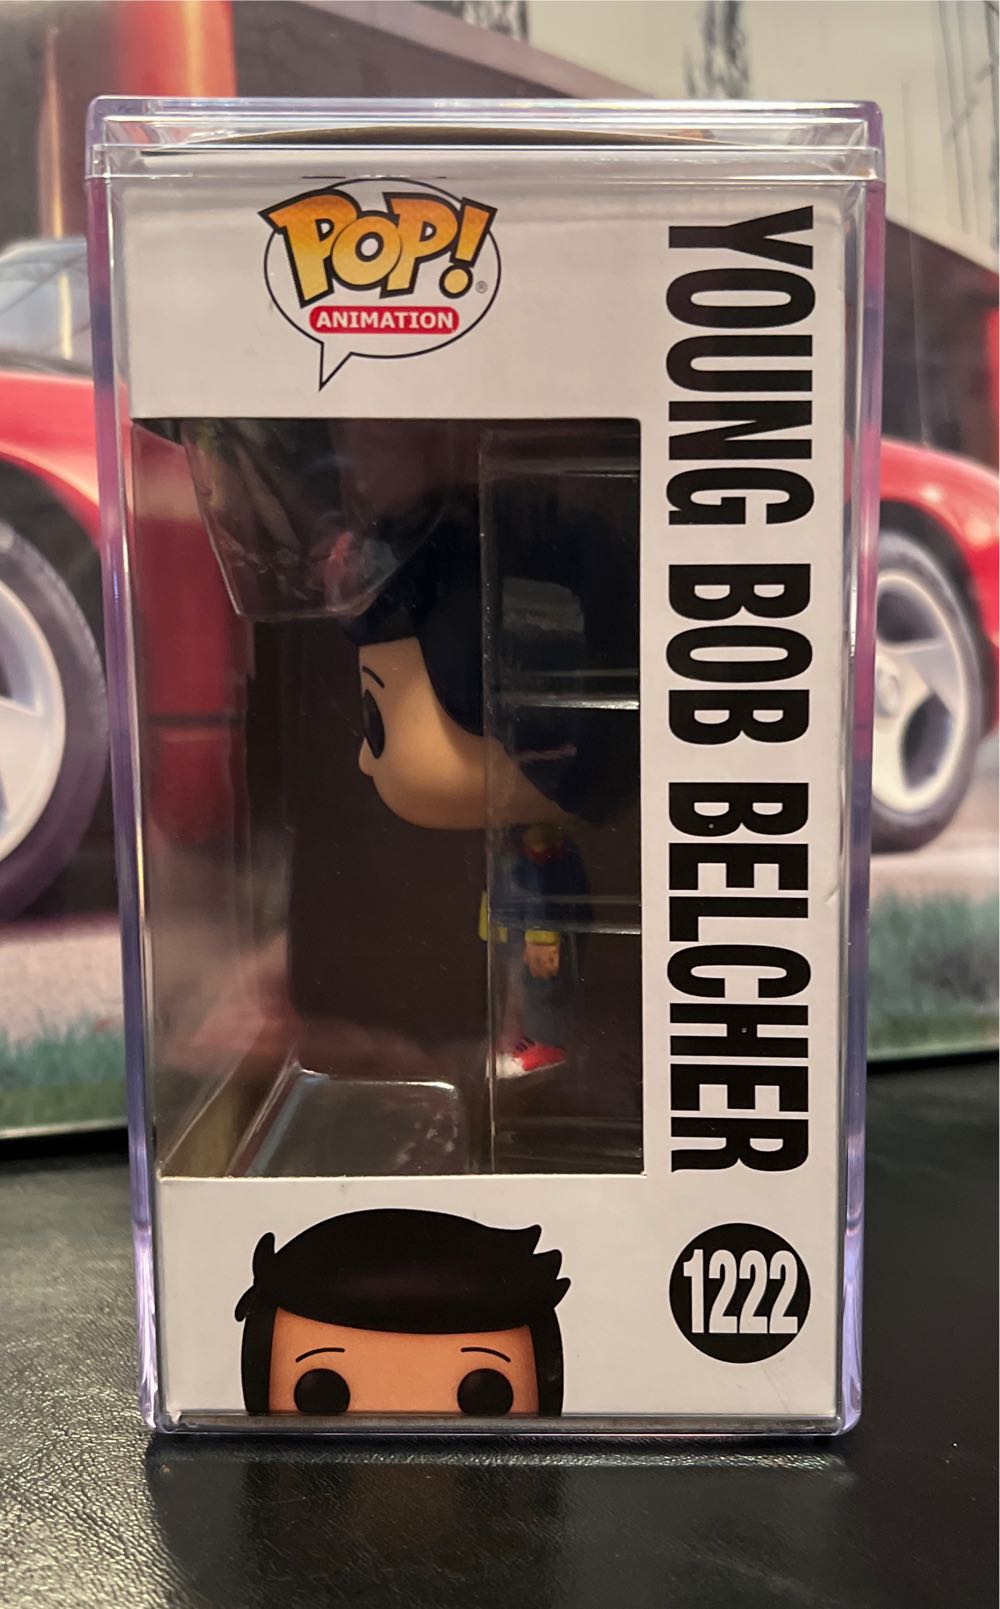 POP!
®
ANIMATION
YOUNG BOB BELCHER
1222